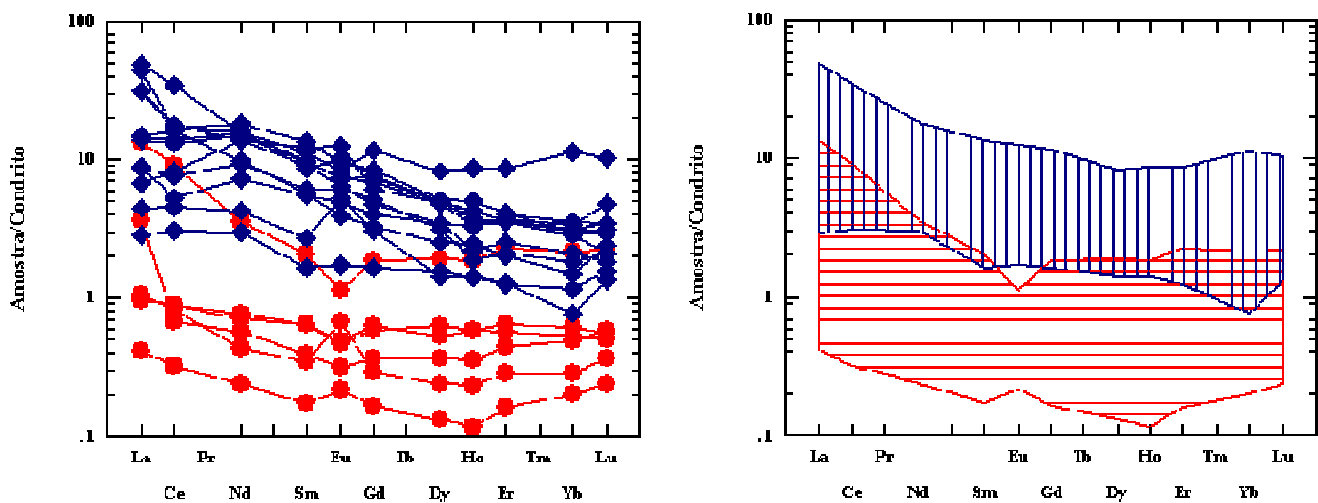 100
10
1
.1
Amostra/Condrito
La Pr Eu Tb Ho Tm Lu
Ce Nd Sm Gd Dy Er Yb
100
10
1
.1
Amostra/Condrito
La Pr Eu Tb Ho Tm Lu
Ce Nd Sm Gd Dy Er Yb